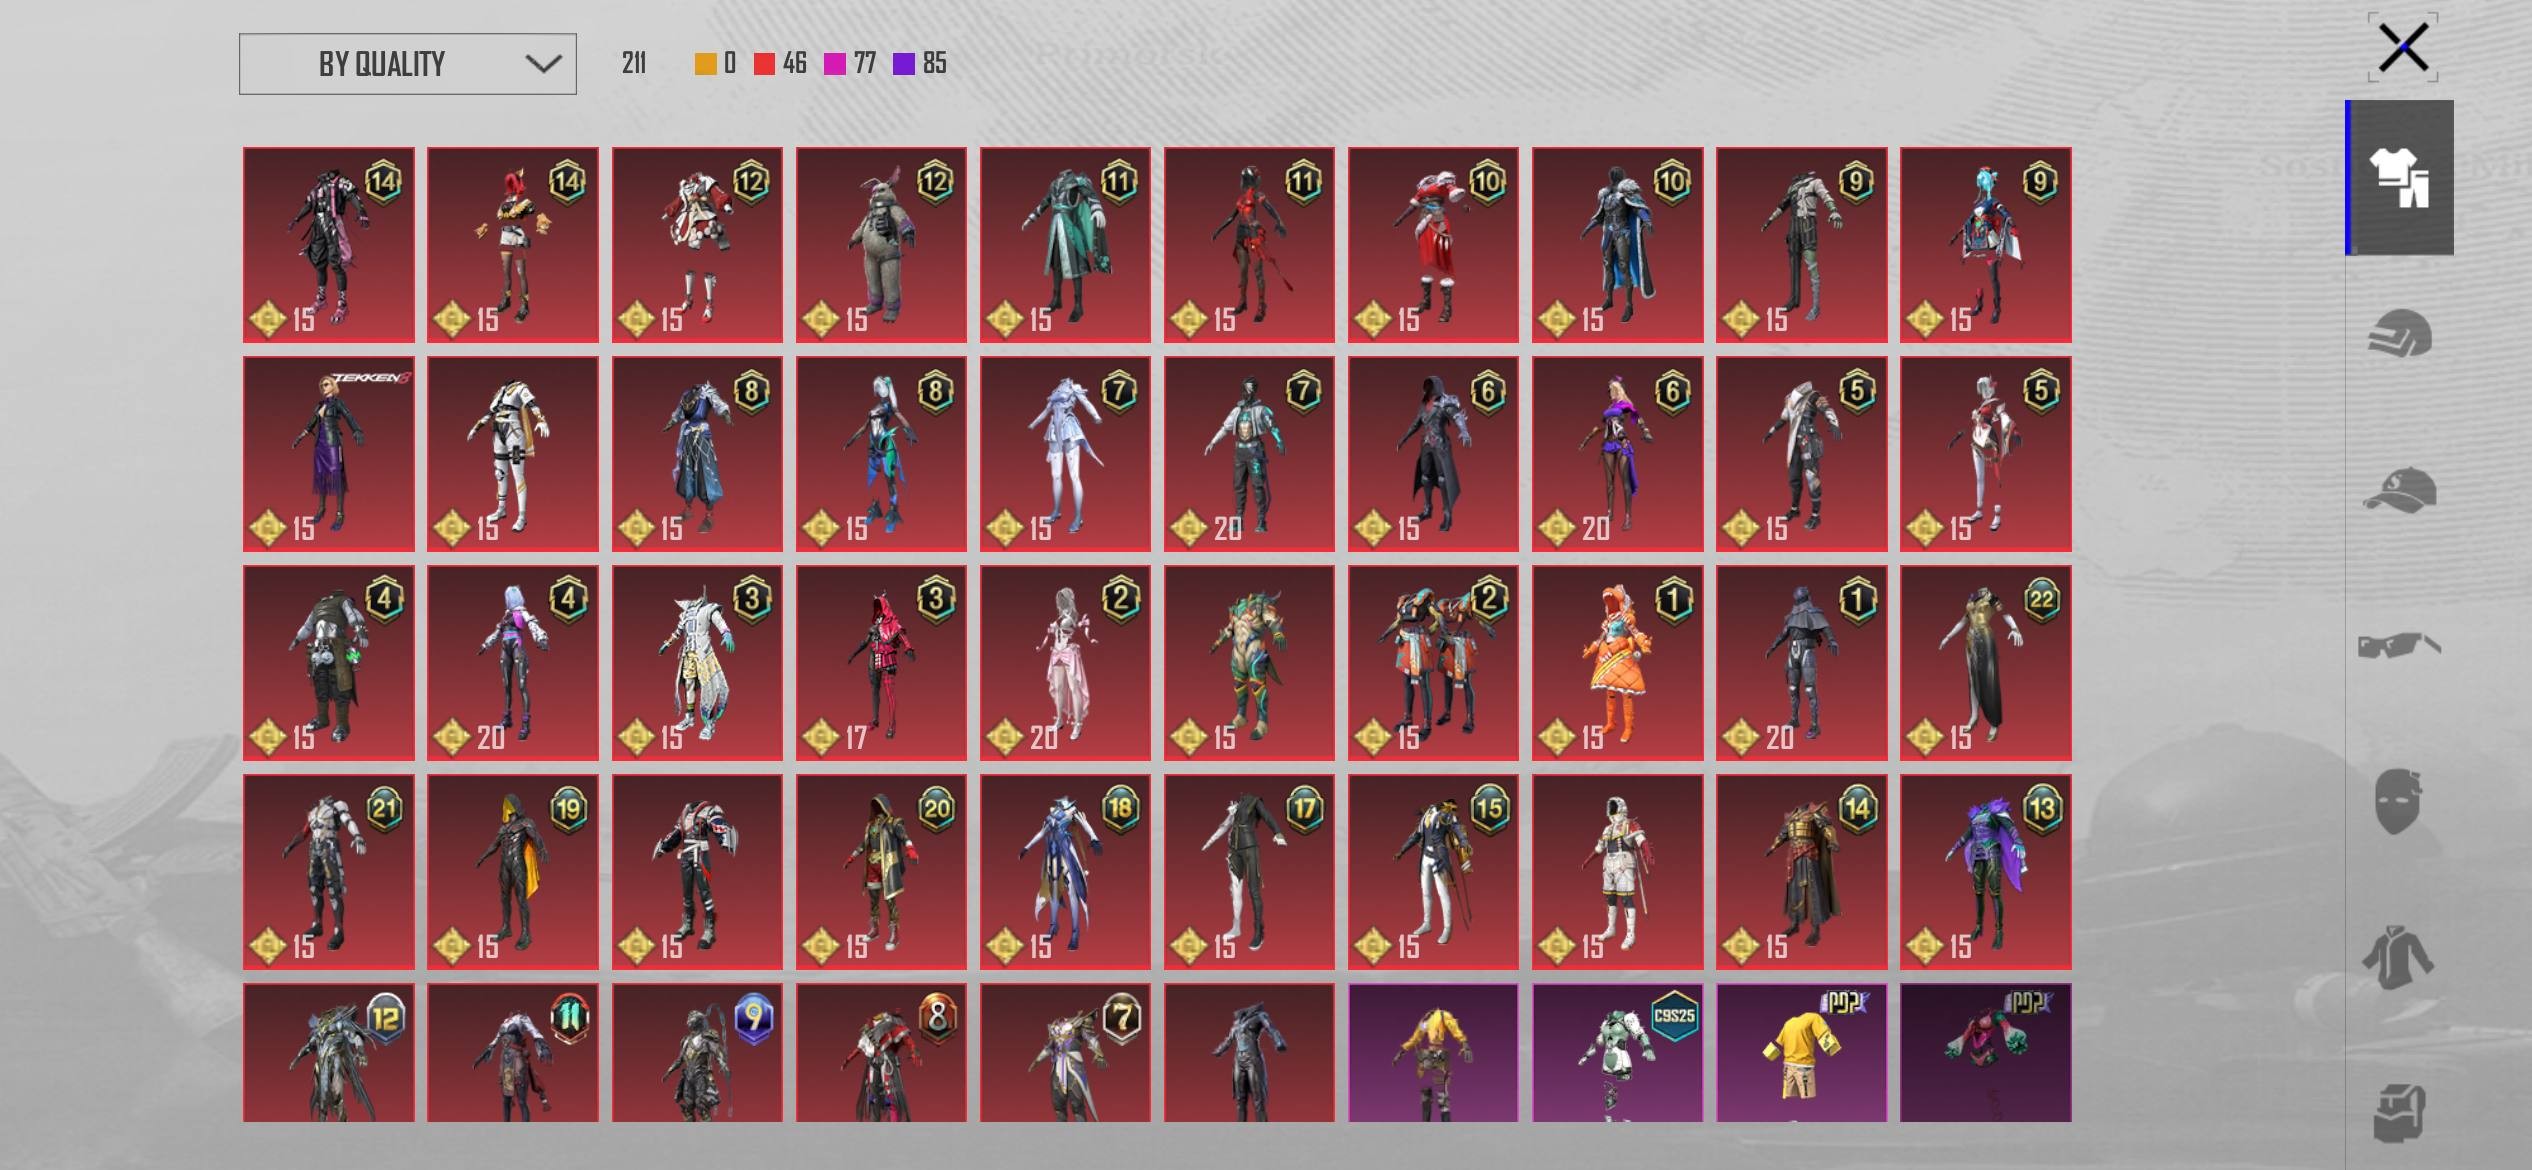 BY QUALITY 211 0 46 77 85
14 14 12 12 11 11 10 10 9 9
15 15 15 15 15 15 15 15 15 15
TEKKEN 8 8 8 7 7 6 6 5 5
15 15 15 15 15 20 15 20 15 15
4 4 3 3 2 2 1 1 22
15 20 15 17 20 15 15 15 20 15
21 19 20 18 17 15 14 13
15 15 15 15 15 15 15 15 15 15
12 11 9 8 7 C9S25